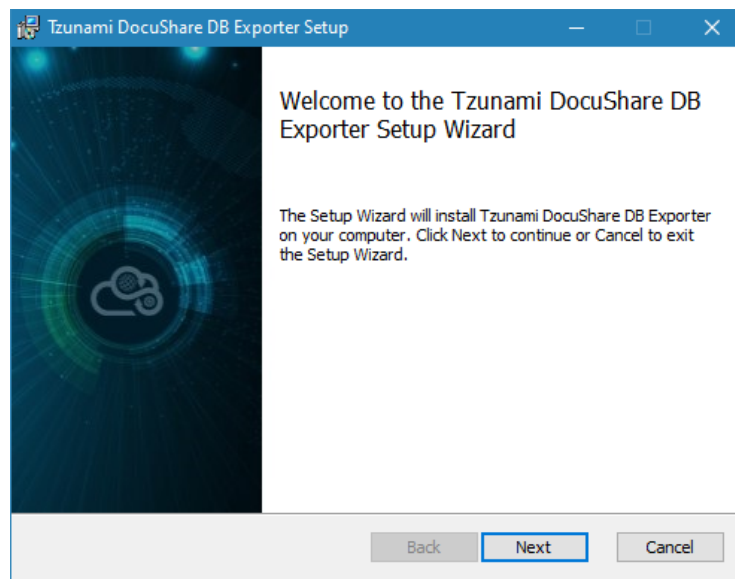 Tzunami DocuShare DB Exporter Setup
Welcome to the Tzunami DocuShare DB
Exporter Setup Wizard
The Setup Wizard will install Tzunami DocuShare DB Exporter
on your computer. Click Next to continue or Cancel to exit
the Setup Wizard.
Back Next Cancel